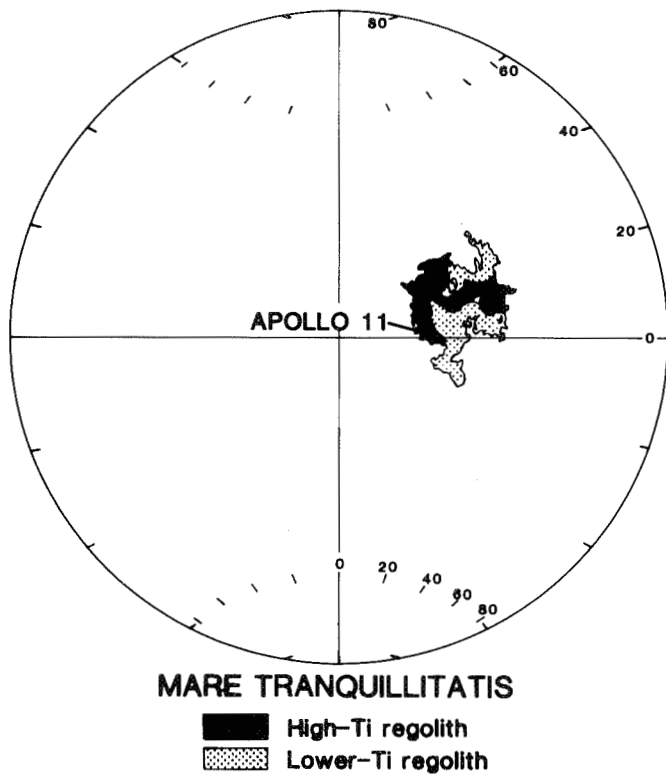 80
60
40
20
APOLLO 11
0
0
20
40
60
80
MARE TRANQUILLITATIS
High-Ti regolith
Lower-Ti regolith